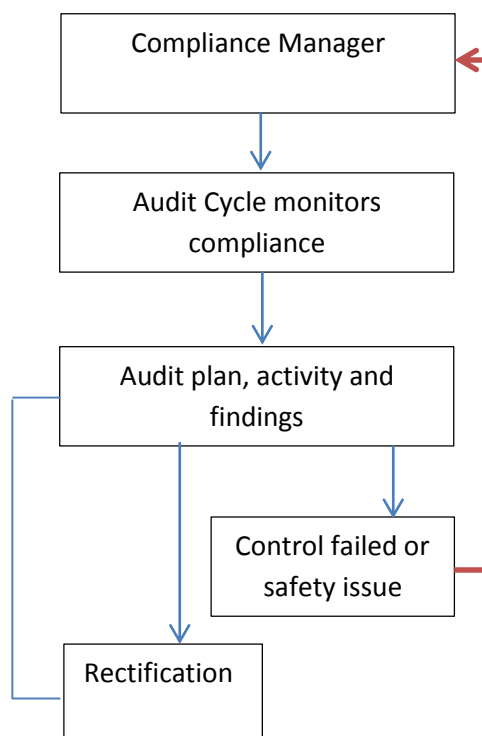 Compliance Manager
Audit Cycle monitors
compliance
Audit plan, activity and
findings
Control failed or
safety issue
Rectification